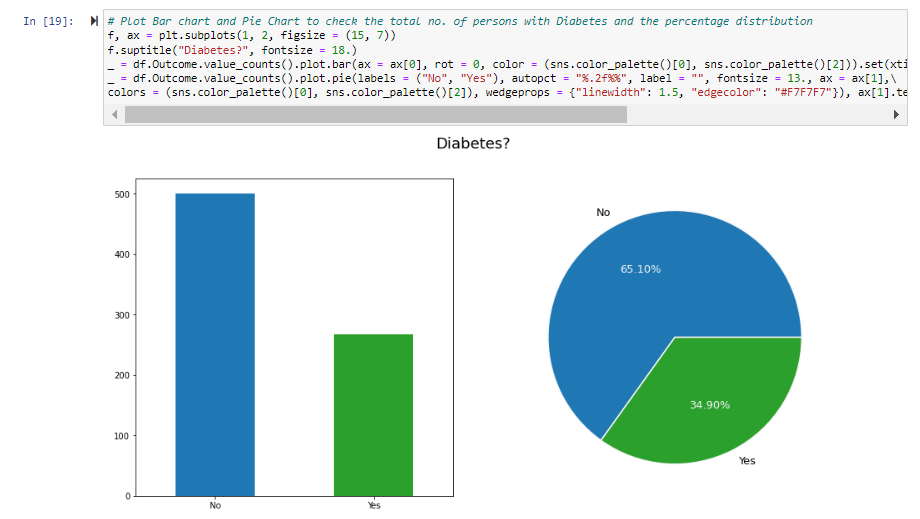 In [19]:
# Plot Bar chart and Pie Chart to check the total no. of persons with Diabetes and the percentage distribution
f, ax = plt.subplots(1, 2, figsize = (15, 7))
f.suptitle("Diabetes?", fontsize = 18.)
_ = df.Outcome.value_counts().plot.bar(ax = ax[0], rot = 0, color = (sns.color_palette()[0], sns.color_palette()[2])).set(xti
_ = df.Outcome.value_counts().plot.pie(labels = ("No", "Yes"), autopct = "%.2f%%", label = "", fontsize = 13., ax = ax[1],\
colors = (sns.color_palette()[0], sns.color_palette()[2]), wedgeprops = {"linewidth": 1.5, "edgecolor": "#F7F7F7"}), ax[1].te
Diabetes?
500
400
300
200
100
0
No
Yes
No
65.10%
34.90%
Yes